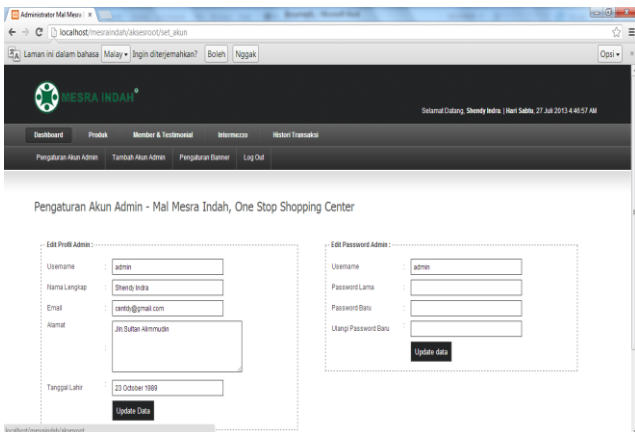 Administrator Mal Mesra I
localhost/mesraindah/aksesroot/set_akun
Laman ini dalam bahasa Malay Ingin diterjemahkan? Boleh Nggak Opsi
MESRA INDAH
Selamat Datang, Shendy Indra. | Hari Sabtu, 27 Juli 2013 4:46:57 AM
Dashboard Produk Member & Testimonial Intermezzo Histori Transaksi
Pengaturan Akun Admin Tambah Akun Admin Pengaturan Banner Log Out
Pengaturan Akun Admin - Mal Mesra Indah, One Stop Shopping Center
Edit Profil Admin :
Username : admin
Nama Lengkap : Shendy Indra
Email :
Alamat : Jln.Sultan Alimmudin
Tanggal Lahir : 23 October 1989
Update Data
Edit Password Admin :
Username : admin
Password Lama :
Password Baru :
Ulangi Password Baru :
Update data
localhost/mesraindah/aksesroot